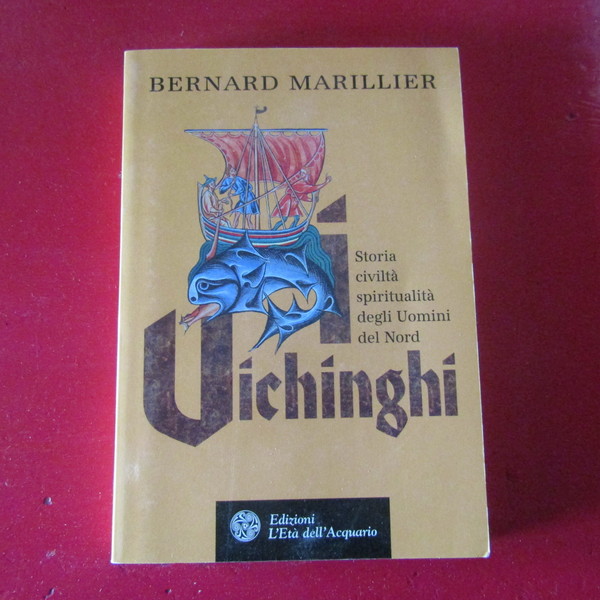 BERNARD MARILLIER
i
Storia
civiltà
spiritualità
degli Uomini
del Nord
Vichinghi
Edizioni
L'Età dell'Acquario